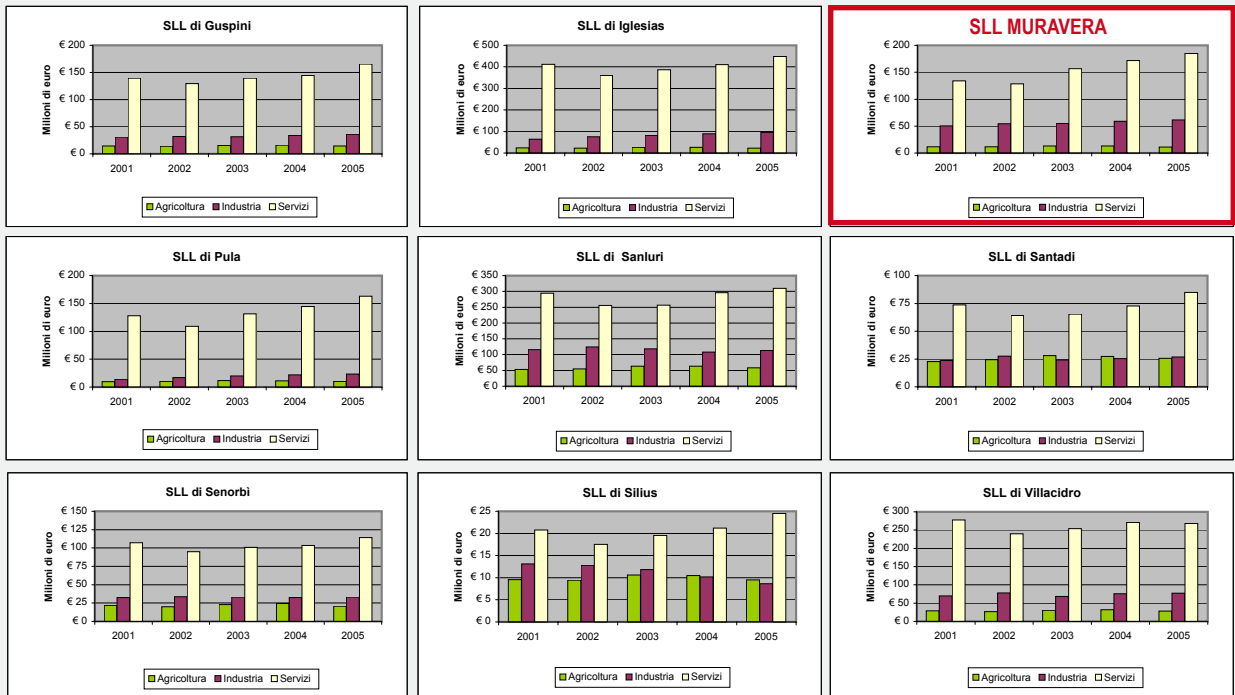 SLL di Guspini
€ 200
€ 150
€ 100
€ 50
€ 0
Milioni di euro
2001 2002 2003 2004 2005
Agricoltura Industria Servizi
SLL di Iglesias
€ 500
€ 400
€ 300
€ 200
€ 100
€ 0
Milioni di euro
2001 2002 2003 2004 2005
Agricoltura Industria Servizi
SLL MURAVERA
€ 200
€ 150
€ 100
€ 50
€ 0
Milioni di euro
2001 2002 2003 2004 2005
Agricoltura Industria Servizi
SLL di Pula
€ 200
€ 150
€ 100
€ 50
€ 0
Milioni di euro
2001 2002 2003 2004 2005
Agricoltura Industria Servizi
SLL di Sanluri
€ 350
€ 300
€ 250
€ 200
€ 150
€ 100
€ 50
€ 0
Milioni di euro
2001 2002 2003 2004 2005
Agricoltura Industria Servizi
SLL di Santadi
€ 100
€ 75
€ 50
€ 25
€ 0
Milioni di euro
2001 2002 2003 2004 2005
Agricoltura Industria Servizi
SLL di Senorbì
€ 150
€ 125
€ 100
€ 75
€ 50
€ 25
€ 0
Milioni di euro
2001 2002 2003 2004 2005
Agricoltura Industria Servizi
SLL di Silius
€ 25
€ 20
€ 15
€ 10
€ 5
€ 0
Milioni di euro
2001 2002 2003 2004 2005
Agricoltura Industria Servizi
SLL di Villacidro
€ 300
€ 250
€ 200
€ 150
€ 100
€ 50
€ 0
Milioni di euro
2001 2002 2003 2004 2005
Agricoltura Industria Servizi